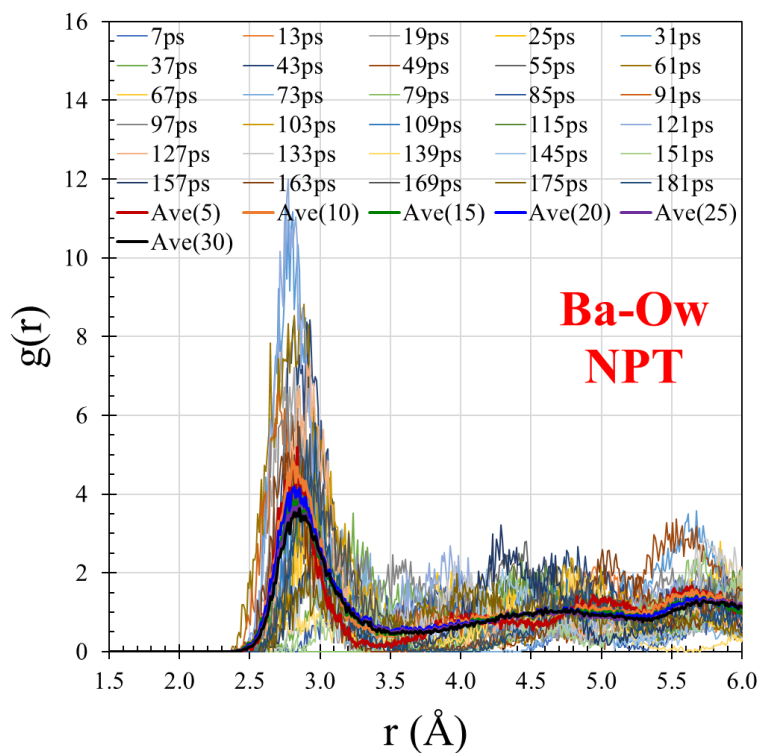 16
14
12
10
8
6
4
2
0
g(r)
7ps 13ps 19ps 25ps 31ps
37ps 43ps 49ps 55ps 61ps
67ps 73ps 79ps 85ps 91ps
97ps 103ps 109ps 115ps 121ps
127ps 133ps 139ps 145ps 151ps
157ps 163ps 169ps 175ps 181ps
Ave(5) Ave(10) Ave(15) Ave(20) Ave(25)
Ave(30)
Ba-Ow
NPT
1.5 2.0 2.5 3.0 3.5 4.0 4.5 5.0 5.5 6.0
r (Å)